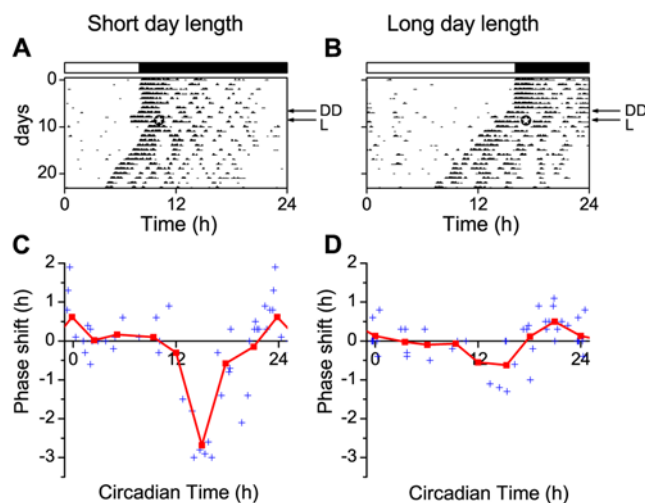 Short day length
Long day length
A
B
0
10
20
days
0
12
24
Time (h)
DD
L
0
12
24
Time (h)
DD
L
C
D
2
1
0
-1
-2
-3
Phase shift (h)
0
12
24
Circadian Time (h)
2
1
0
-1
-2
-3
Phase shift (h)
0
12
24
Circadian Time (h)